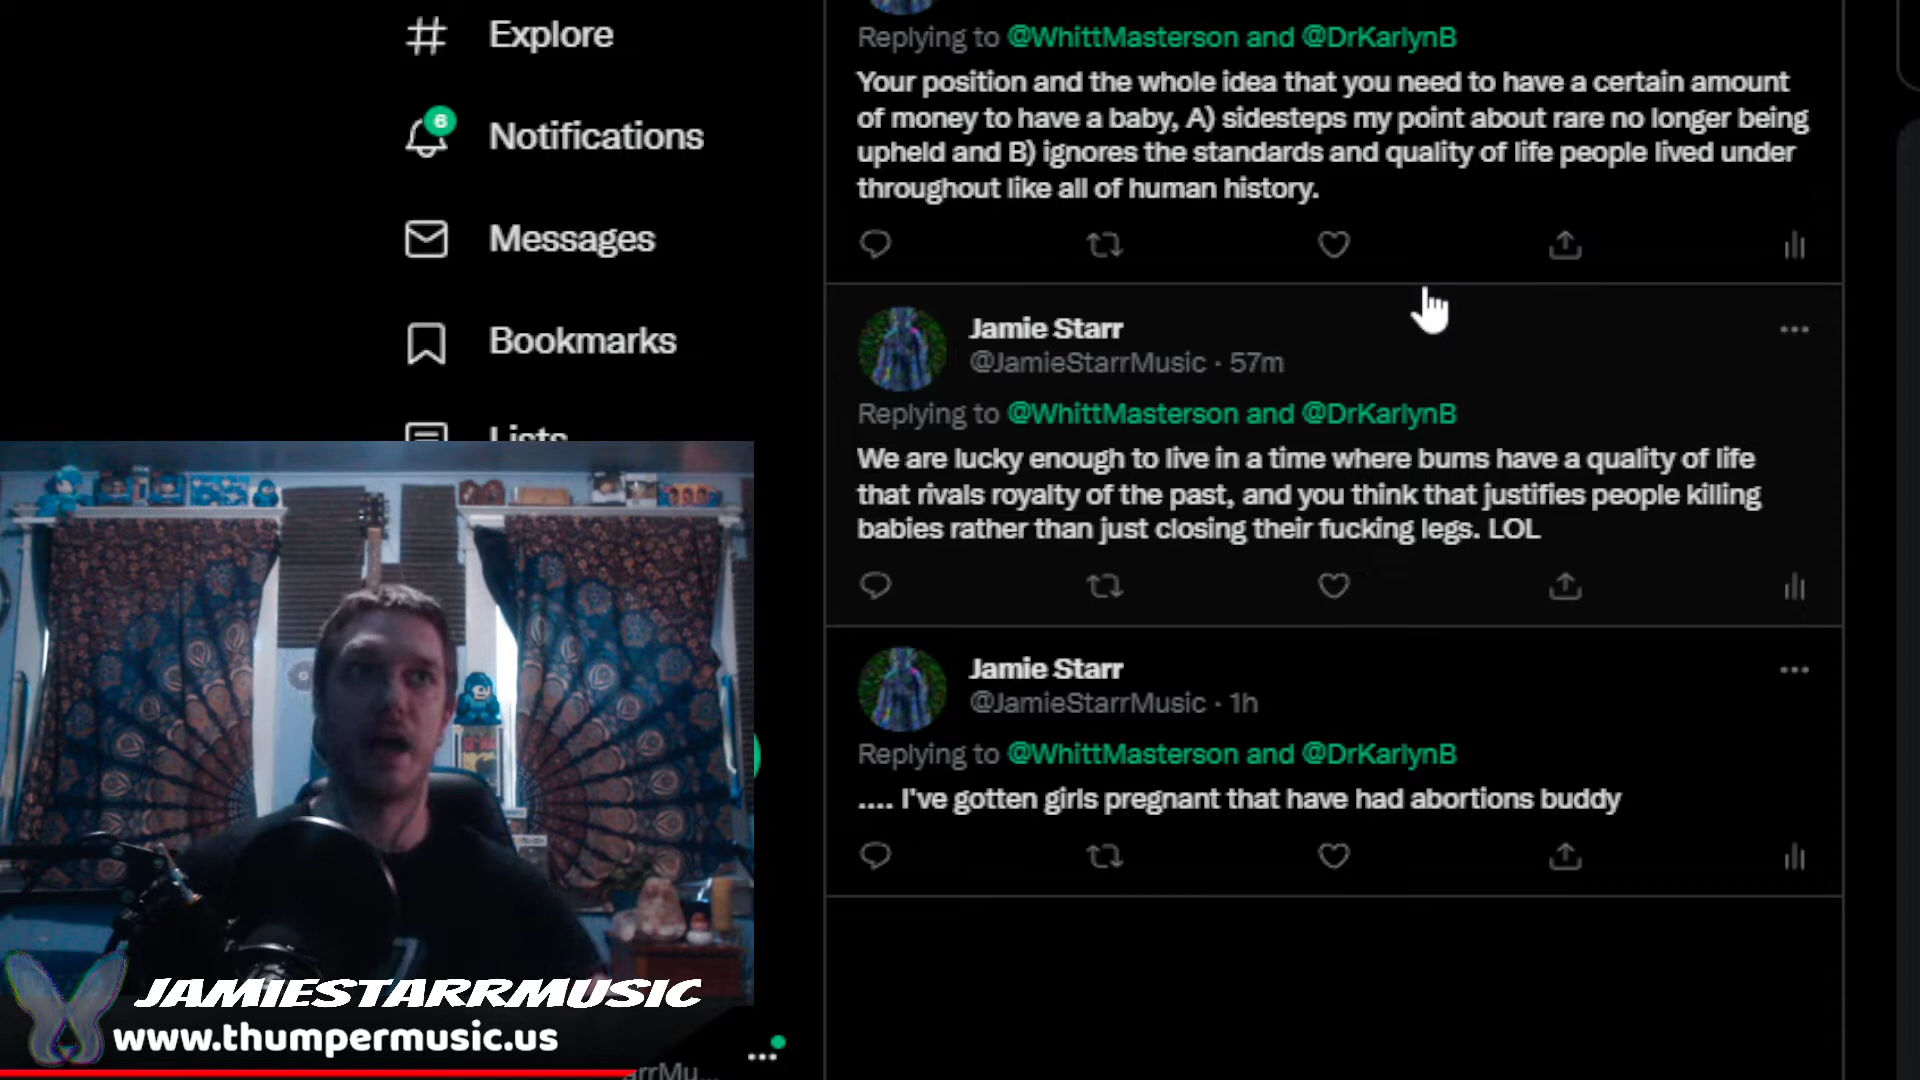 Explore
Replying to @WhittMasterson and @DrKarlynB
Your position and the whole idea that you need to have a certain amount
of money to have a baby, A) sidesteps my point about rare no longer being
upheld and B) ignores the standards and quality of life people lived under
throughout like all of human history.
6
Notifications
Messages
Bookmarks
Lists
Jamie Starr
@JamieStarrMusic · 57m
Replying to @WhittMasterson and @DrKarlynB
We are lucky enough to live in a time where bums have a quality of life
that rivals royalty of the past, and you think that justifies people killing
babies rather than just closing their fucking legs. LOL
Jamie Starr
@JamieStarrMusic · 1h
Replying to @WhittMasterson and @DrKarlynB
.... I've gotten girls pregnant that have had abortions buddy
JAMIESTARRMUSIC
www.thumpermusic.us